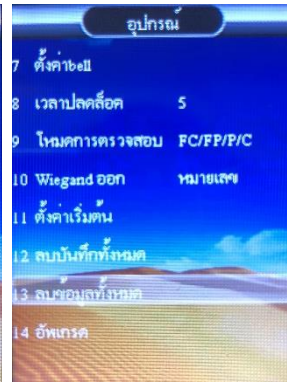 อุปกรณ์
7 ตั้งค่าbell
8 เวลาปลดล็อค 5
9 โหมดการตรวจสอบ FC/FP/P/C
10 Wiegand ออก หมายเลข
11 ตั้งค่าเริ่มต้น
12 ลบบันทึกทั้งหมด
13 ลบข้อมูลทั้งหมด
14 อัพเกรด